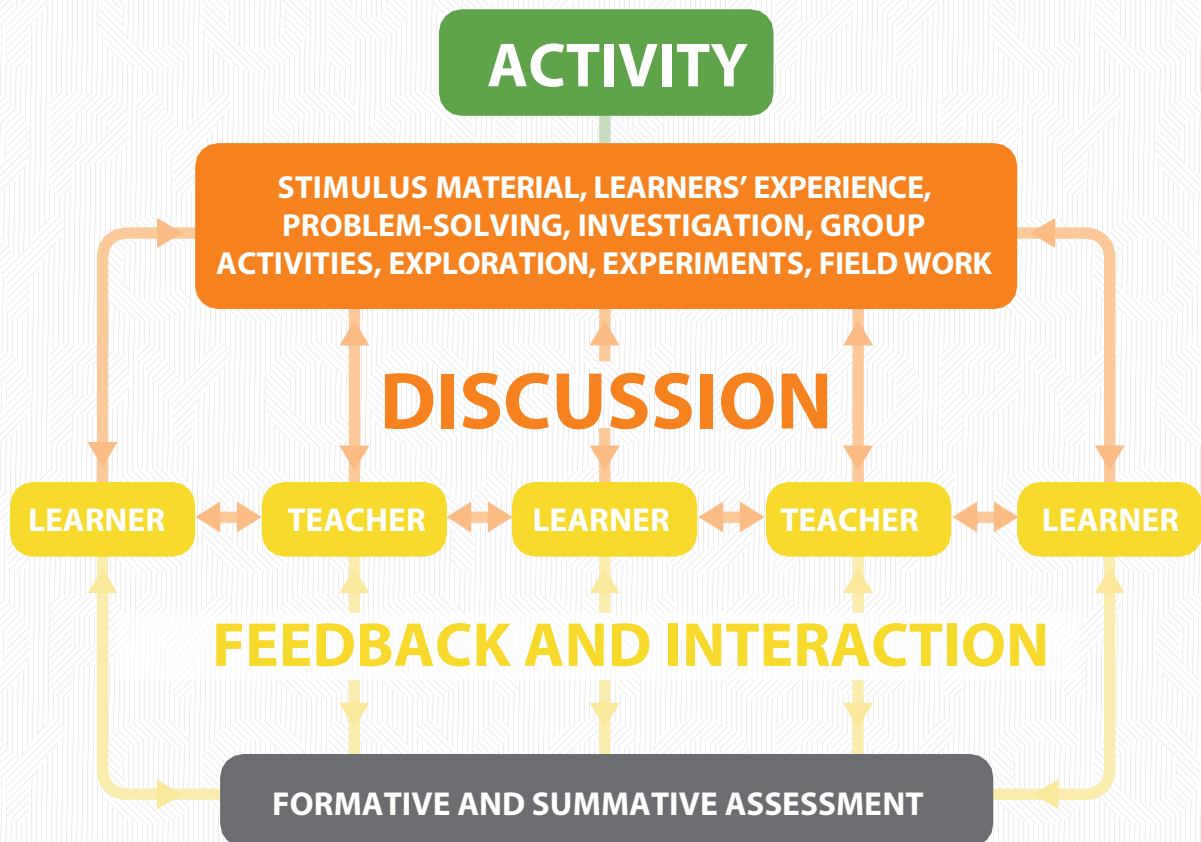 ACTIVITY
STIMULUS MATERIAL, LEARNERS’ EXPERIENCE,
PROBLEM-SOLVING, INVESTIGATION, GROUP
ACTIVITIES, EXPLORATION, EXPERIMENTS, FIELD WORK
DISCUSSION
LEARNER TEACHER LEARNER TEACHER LEARNER
FEEDBACK AND INTERACTION
FORMATIVE AND SUMMATIVE ASSESSMENT